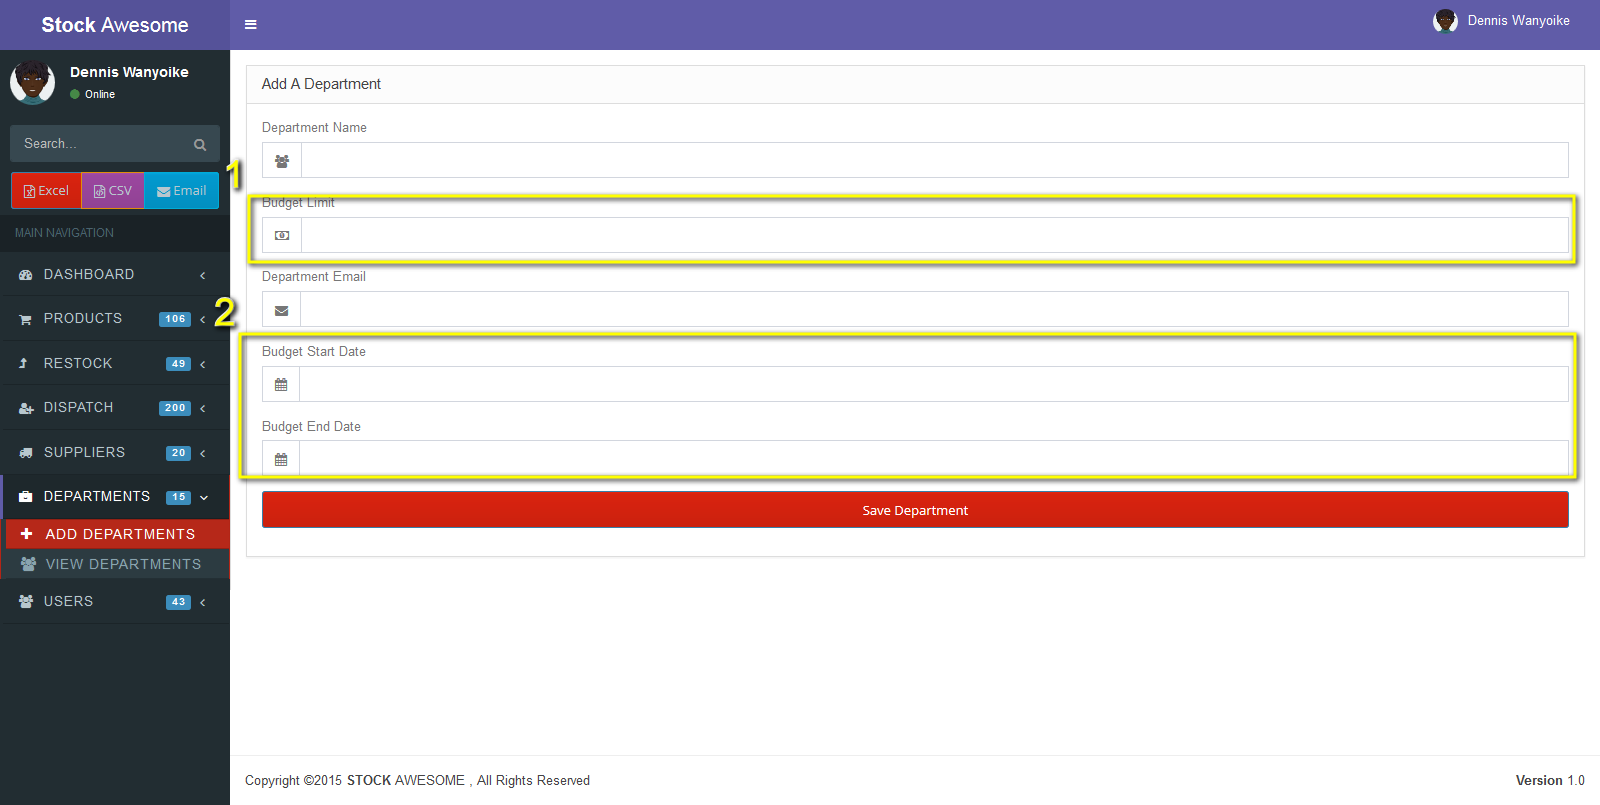 Stock Awesome
Dennis Wanyoike
Dennis Wanyoike
Online
Search...
Excel CSV Email
MAIN NAVIGATION
DASHBOARD
PRODUCTS 106
RESTOCK 49
DISPATCH 200
SUPPLIERS 20
DEPARTMENTS 15
ADD DEPARTMENTS
VIEW DEPARTMENTS
USERS 43
Add A Department
Department Name
1
Budget Limit
Department Email
2
Budget Start Date
Budget End Date
Save Department
Copyright ©2015 STOCK AWESOME , All Rights Reserved
Version 1.0